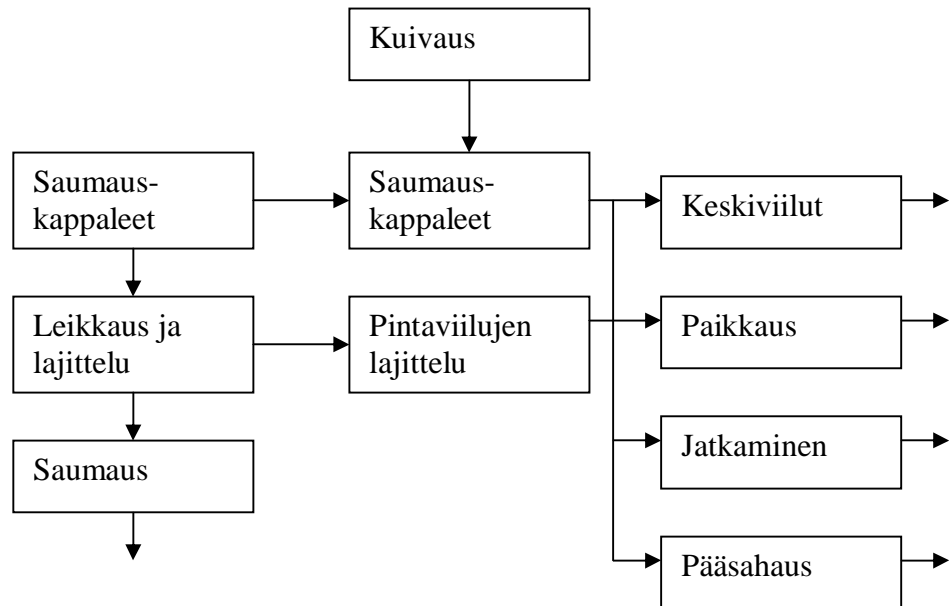 Kuivaus
Saumaus-
kappaleet
Saumaus-
kappaleet
Keskiviilut
Leikkaus ja
lajittelu
Pintaviilujen
lajittelu
Paikkaus
Saumaus
Jatkaminen
Pääsahaus